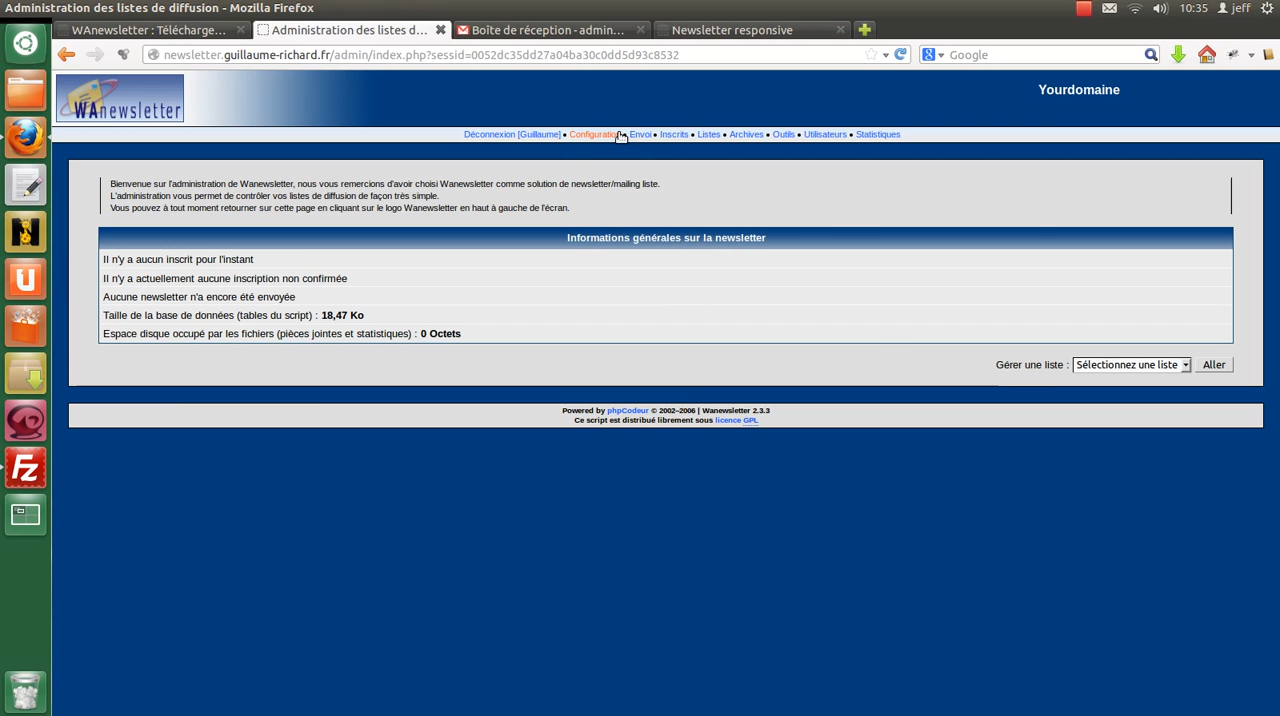 Administration des listes de diffusion - Mozilla Firefox
10:35 jeff
WAnewsletter : Télécharge...
Administration des listes d...
Boîte de réception - admin...
Newsletter responsive
newsletter.guillaume-richard.fr/admin/index.php?sessid=0052dc35dd27a04ba30c0dd5d93c8532
Google
WAnewsletter
Yourdomaine
Déconnexion [Guillaume] • Configuration • Envoi • Inscrits • Listes • Archives • Outils • Utilisateurs • Statistiques
Bienvenue sur l'administration de Wanewsletter, nous vous remercions d'avoir choisi Wanewsletter comme solution de newsletter/mailing liste.
L'administration vous permet de contrôler vos listes de diffusion de façon très simple.
Vous pouvez à tout moment retourner sur cette page en cliquant sur le logo Wanewsletter en haut à gauche de l'écran.
Informations générales sur la newsletter
Il n'y a aucun inscrit pour l'instant
Il n'y a actuellement aucune inscription non confirmée
Aucune newsletter n'a encore été envoyée
Taille de la base de données (tables du script) : 18,47 Ko
Espace disque occupé par les fichiers (pièces jointes et statistiques) : 0 Octets
Gérer une liste : Sélectionnez une liste Aller
Powered by phpCodeur © 2002–2006 | Wanewsletter 2.3.3
Ce script est distribué librement sous licence GPL